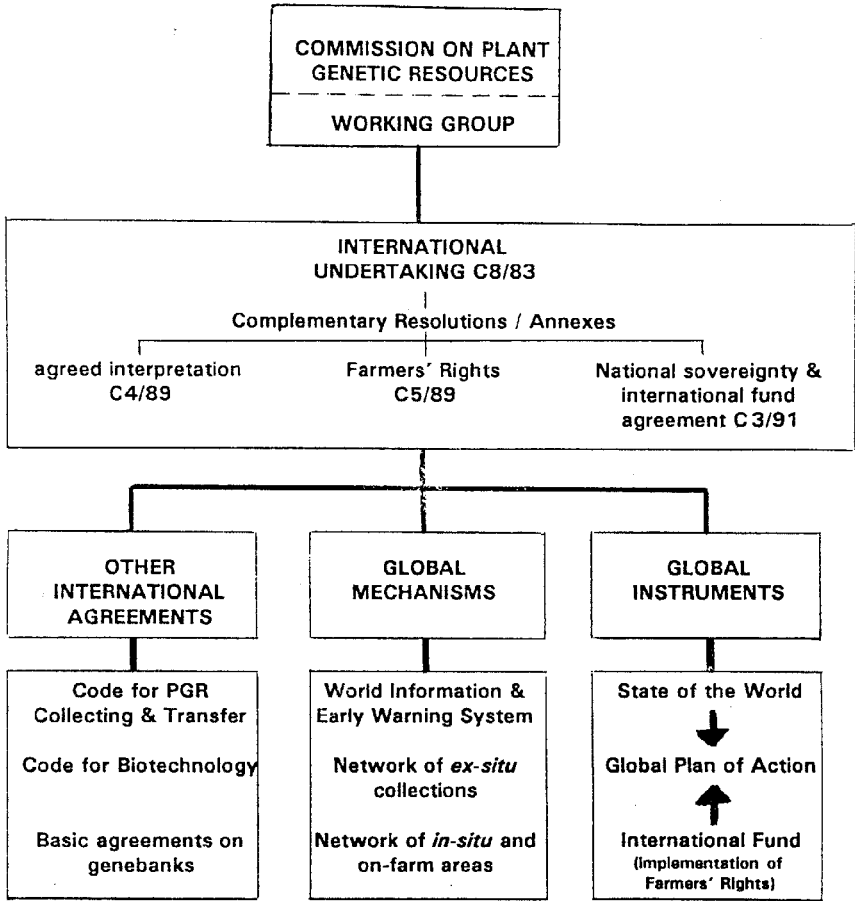 COMMISSION ON PLANT
GENETIC RESOURCES
WORKING GROUP
INTERNATIONAL
UNDERTAKING C8/83
Complementary Resolutions / Annexes
agreed interpretation
C4/89
Farmers' Rights
C5/89
National sovereignty &
international fund
agreement C3/91
OTHER
INTERNATIONAL
AGREEMENTS
GLOBAL
MECHANISMS
GLOBAL
INSTRUMENTS
Code for PGR
Collecting & Transfer
Code for Biotechnology
Basic agreements on
genebanks
World Information &
Early Warning System
Network of ex-situ
collections
Network of in-situ and
on-farm areas
State of the World
Global Plan of Action
International Fund
(Implementation of
Farmers' Rights)